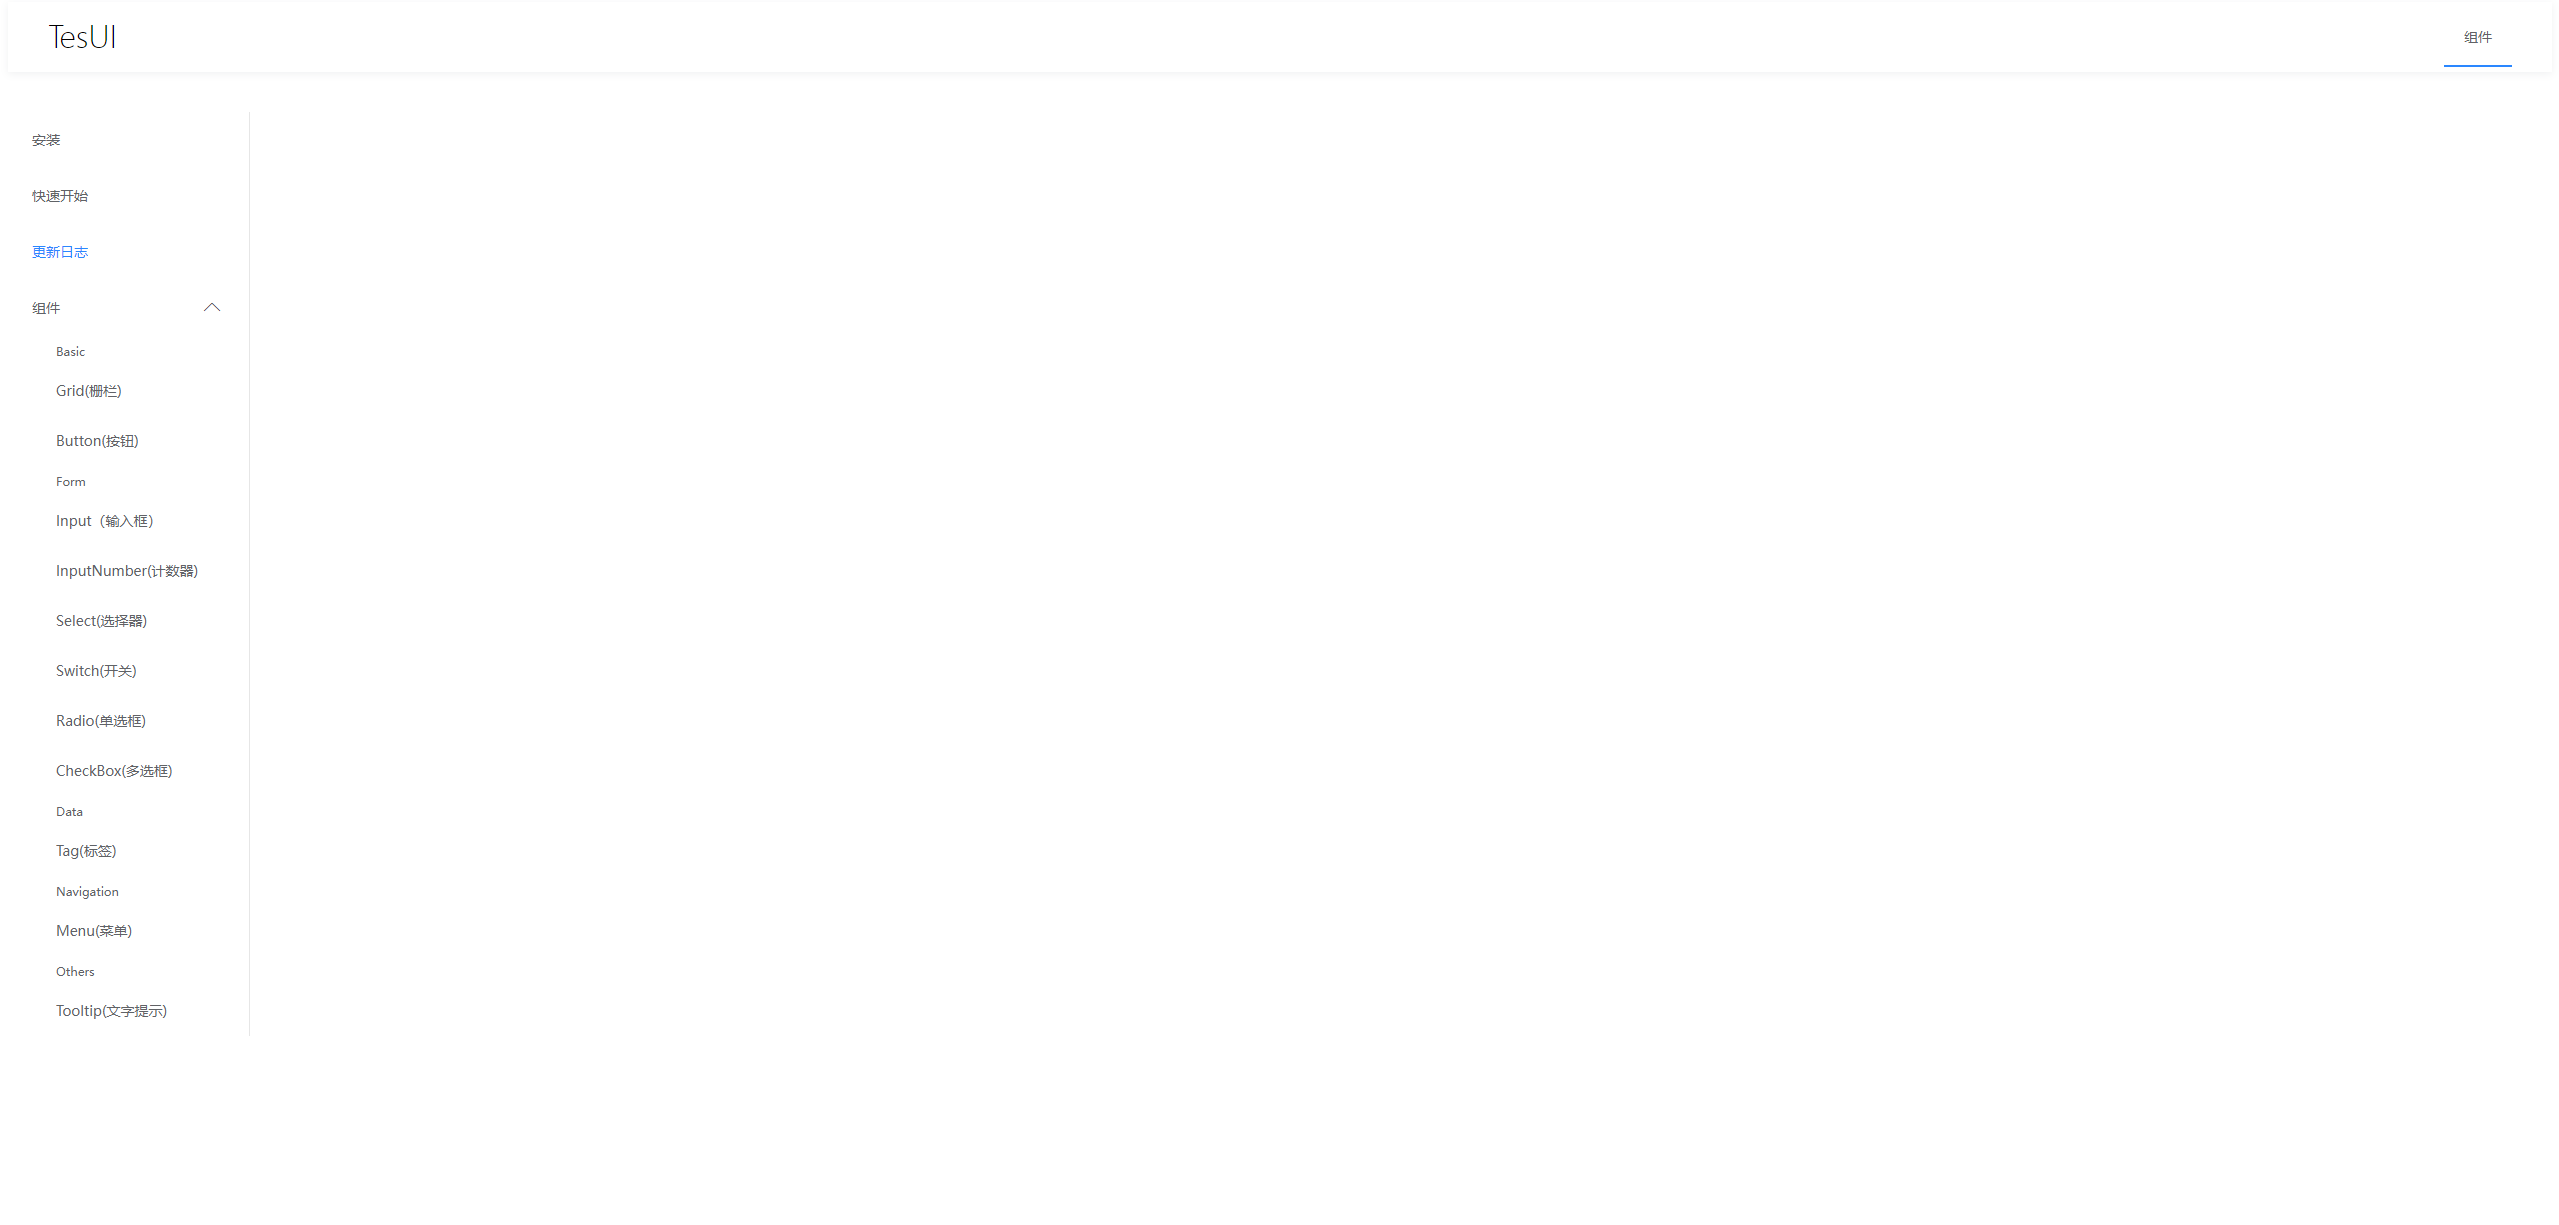 TesUI
组件
安装
快速开始
更新日志
组件
Basic
Grid(栅栏)
Button(按钮)
Form
Input（输入框）
InputNumber(计数器)
Select(选择器)
Switch(开关)
Radio(单选框)
CheckBox(多选框)
Data
Tag(标签)
Navigation
Menu(菜单)
Others
Tooltip(文字提示)